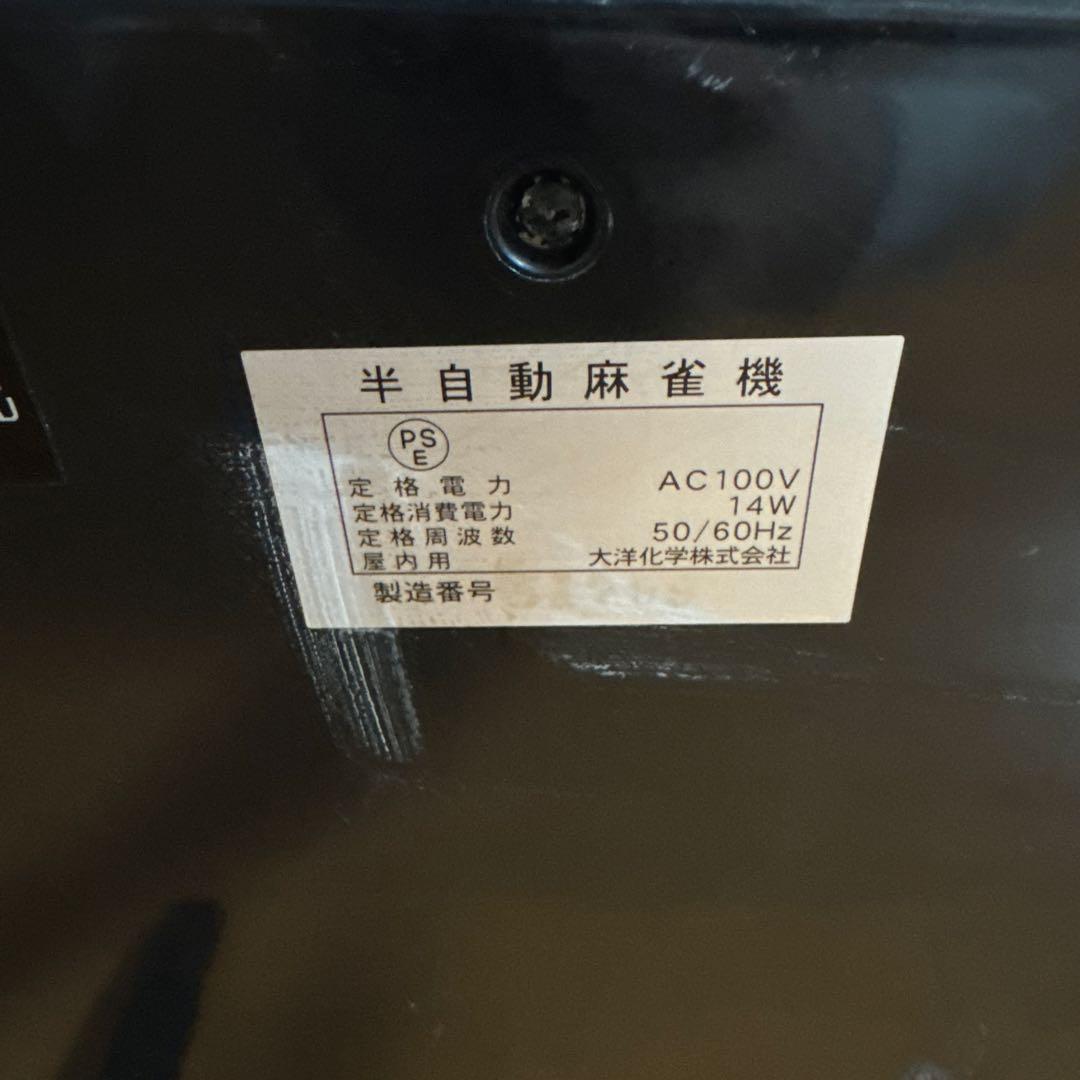 半自動麻雀機
PS
E
定格電力 AC100V
定格消費電力 14W
定格周波数 50/60Hz
屋内用 大洋化学株式会社
製造番号